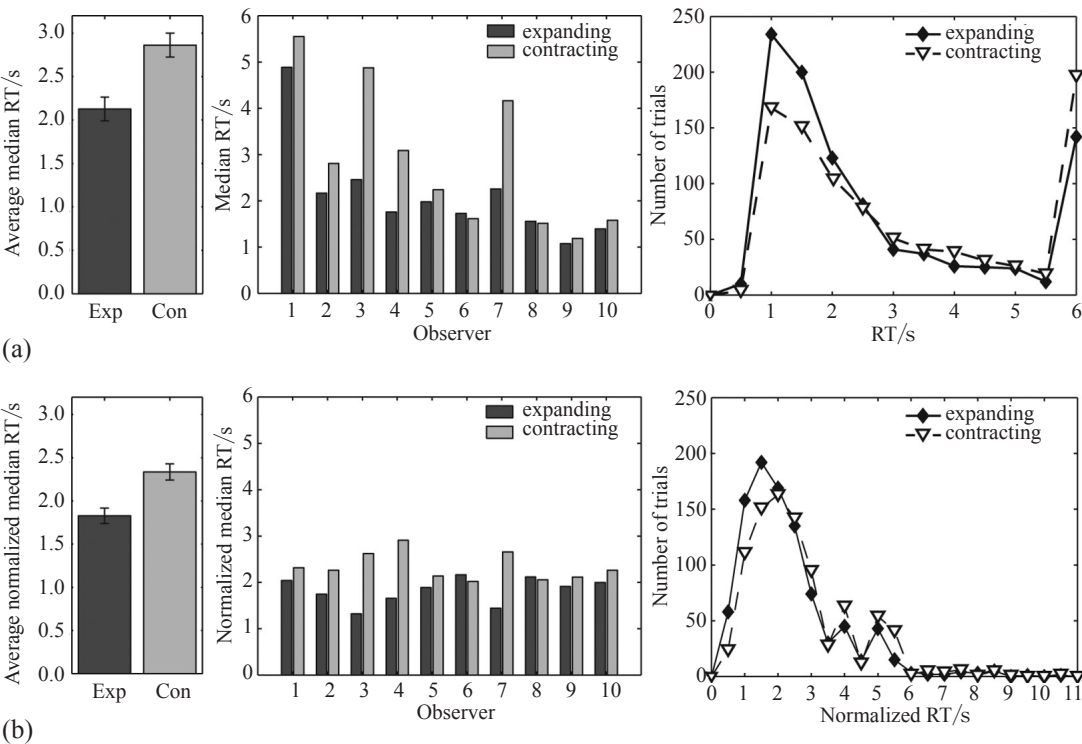 Average median RT/s
3.0
2.5
2.0
1.5
1.0
0.5
0.0
Exp Con
Median RT/s
6
5
4
3
2
1
0
expanding
contracting
1 2 3 4 5 6 7 8 9 10
Observer
Number of trials
250
200
150
100
50
0
expanding
contracting
0 1 2 3 4 5 6
RT/s
(a)
Average normalized median RT/s
3.0
2.5
2.0
1.5
1.0
0.5
0.0
Exp Con
Normalized median RT/s
6
5
4
3
2
1
0
expanding
contracting
1 2 3 4 5 6 7 8 9 10
Observer
Number of trials
250
200
150
100
50
0
expanding
contracting
0 1 2 3 4 5 6 7 8 9 10 11
Normalized RT/s
(b)